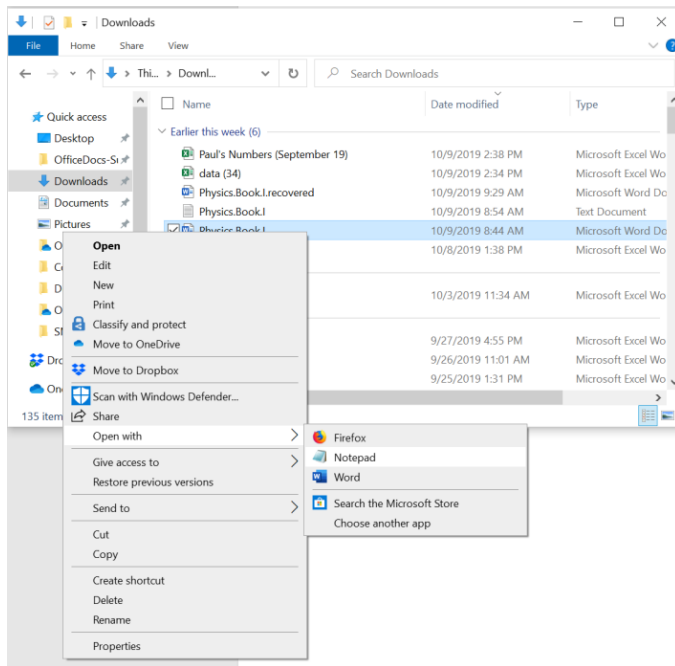 Downloads
File Home Share View
Thi... Downl... Search Downloads
Name Date modified Type
Quick access
Desktop
OfficeDocs-S
Downloads
Documents
Pictures
O
C
D
O
Dro
On
135 item
Earlier this week (6)
Paul's Numbers (September 19) 10/9/2019 2:38 PM Microsoft Excel Wo
data (34) 10/9/2019 2:34 PM Microsoft Excel Wo
Physics.Book.I.recovered 10/9/2019 9:29 AM Microsoft Word Do
Physics.Book.I 10/9/2019 8:54 AM Text Document
Physics.Book.I 10/9/2019 8:44 AM Microsoft Word Do
10/8/2019 1:38 PM Microsoft Excel Wo
10/3/2019 11:34 AM Microsoft Excel Wo
9/27/2019 4:55 PM Microsoft Excel Wo
9/26/2019 11:01 AM Microsoft Excel Wo
9/25/2019 1:31 PM Microsoft Excel Wo
Open
Edit
New
Print
Classify and protect
Move to OneDrive
Move to Dropbox
Scan with Windows Defender...
Share
Open with
Give access to
Restore previous versions
Send to
Cut
Copy
Create shortcut
Delete
Rename
Properties
Firefox
Notepad
Word
Search the Microsoft Store
Choose another app